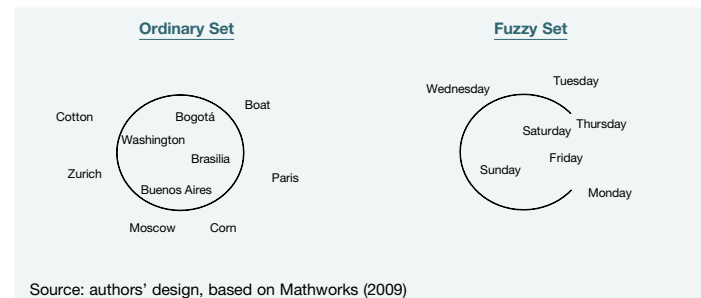 Ordinary Set
Cotton
Boat
Bogotá
Washington
Brasilia
Zurich
Buenos Aires
Paris
Moscow
Corn
Fuzzy Set
Tuesday
Wednesday
Thursday
Saturday
Friday
Sunday
Monday
Source: authors' design, based on Mathworks (2009)